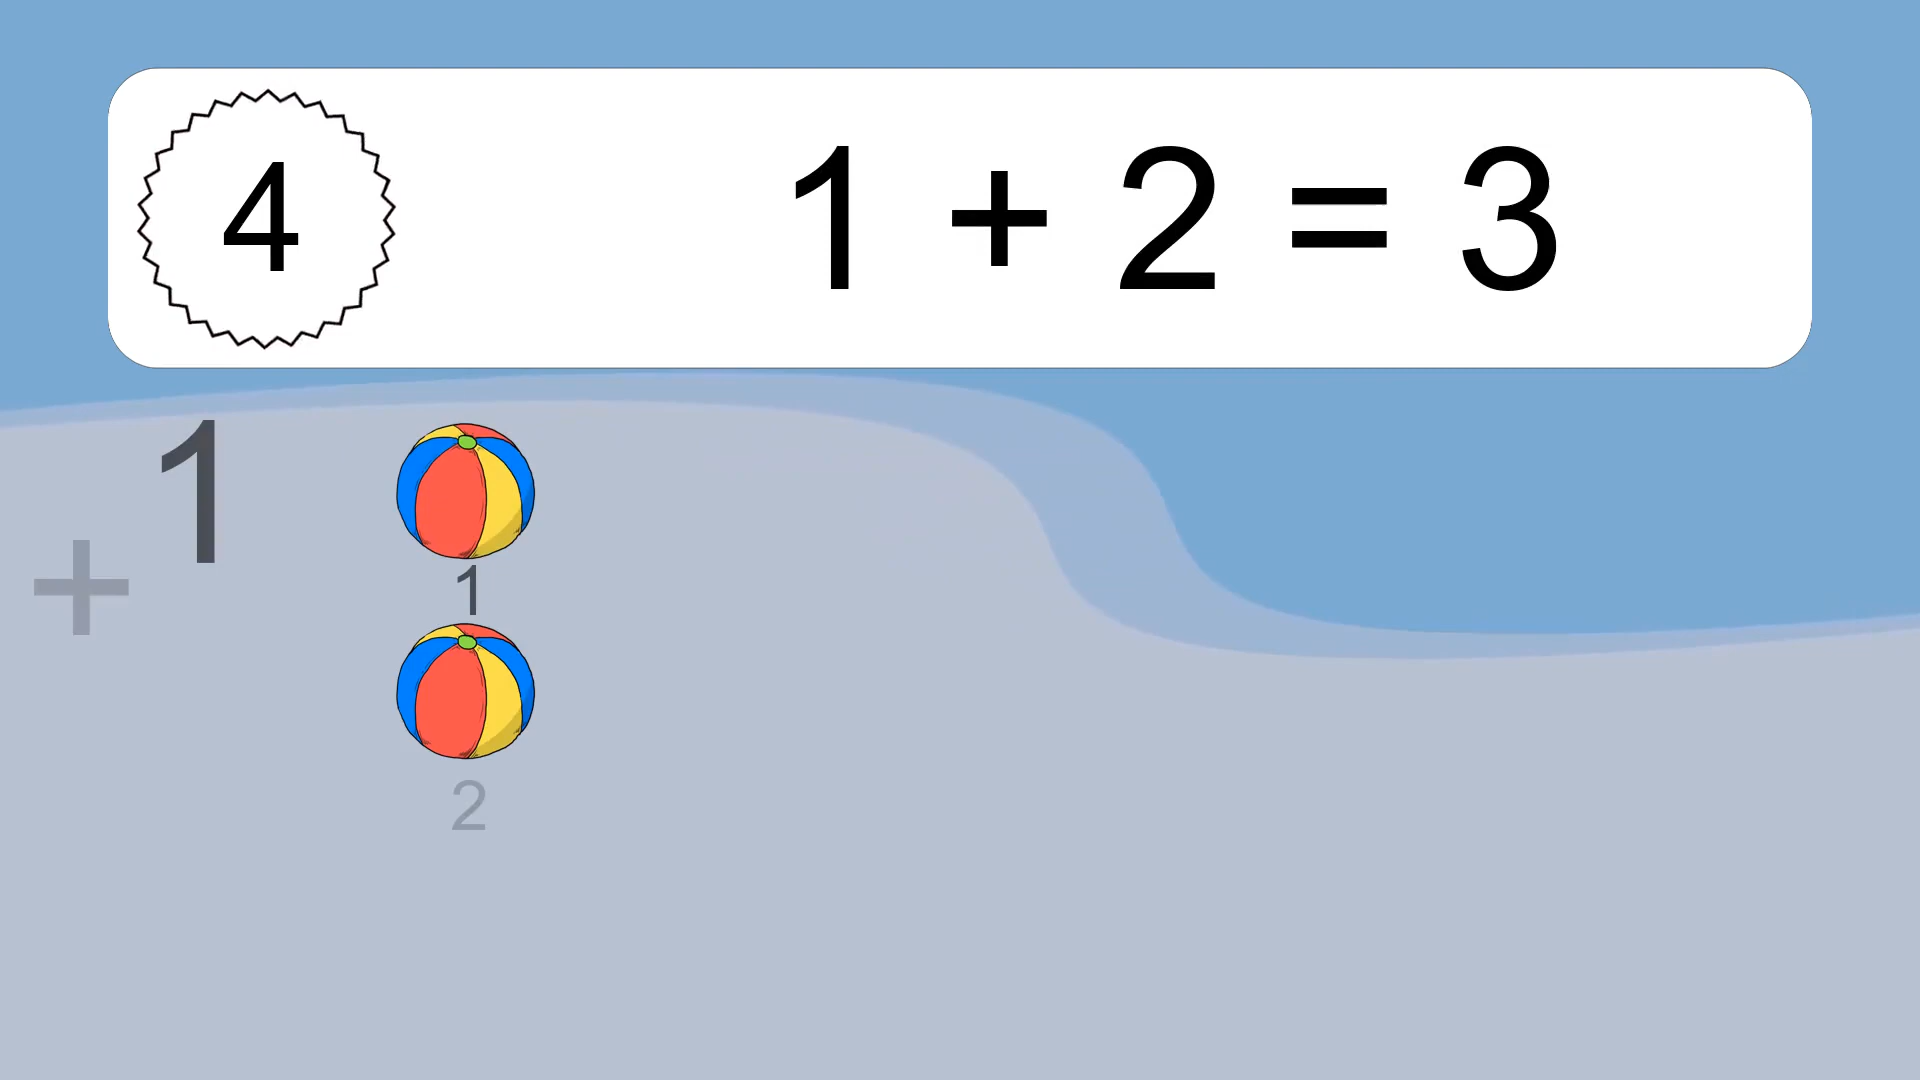 4 1 + 2 = 3
1
+
1
2